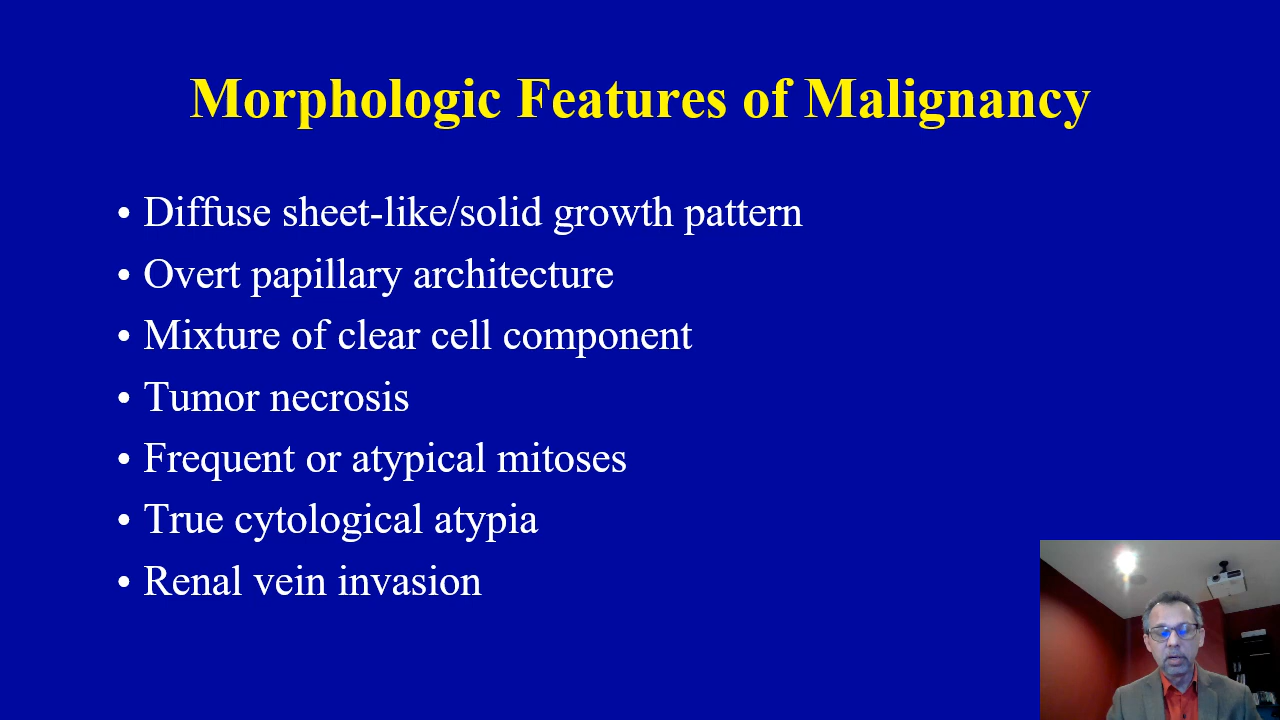 Morphologic Features of Malignancy
• Diffuse sheet-like/solid growth pattern
• Overt papillary architecture
• Mixture of clear cell component
• Tumor necrosis
• Frequent or atypical mitoses
• True cytological atypia
• Renal vein invasion